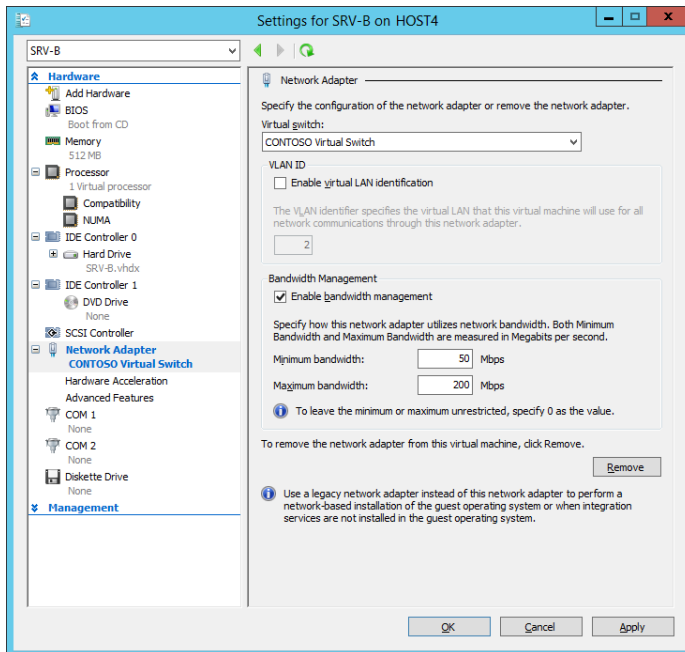 Settings for SRV-B on HOST4
SRV-B
Hardware
Add Hardware
BIOS
Boot from CD
Memory
512 MB
Processor
1 Virtual processor
Compatibility
NUMA
IDE Controller 0
Hard Drive
SRV-B.vhdx
IDE Controller 1
DVD Drive
None
SCSI Controller
Network Adapter
CONTOSO Virtual Switch
Hardware Acceleration
Advanced Features
COM 1
None
COM 2
None
Diskette Drive
None
Management
Network Adapter
Specify the configuration of the network adapter or remove the network adapter.
Virtual switch:
CONTOSO Virtual Switch
VLAN ID
Enable virtual LAN identification
The VLAN identifier specifies the virtual LAN that this virtual machine will use for all
network communications through this network adapter.
2
Bandwidth Management
Enable bandwidth management
Specify how this network adapter utilizes network bandwidth. Both Minimum
Bandwidth and Maximum Bandwidth are measured in Megabits per second.
Minimum bandwidth: 50 Mbps
Maximum bandwidth: 200 Mbps
To leave the minimum or maximum unrestricted, specify 0 as the value.
To remove the network adapter from this virtual machine, click Remove.
Remove
Use a legacy network adapter instead of this network adapter to perform a
network-based installation of the guest operating system or when integration
services are not installed in the guest operating system.
OK Cancel Apply